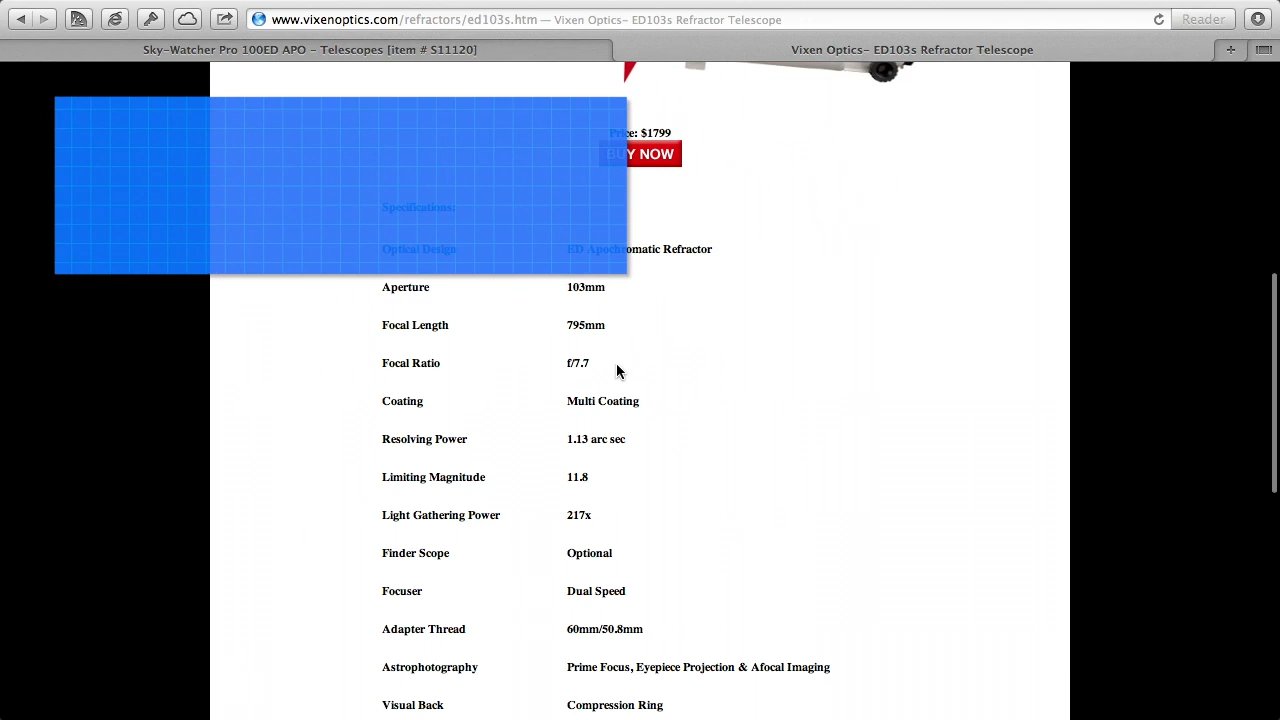 www.vixenoptics.com/refractors/ed103s.htm — Vixen Optics- ED103s Refractor Telescope
Reader
Sky-Watcher Pro 100ED APO - Telescopes [item # S11120]
Vixen Optics- ED103s Refractor Telescope
Price: $1799
BUY NOW
Specifications:
Optical Design ED Apochromatic Refractor
Aperture 103mm
Focal Length 795mm
Focal Ratio f/7.7
Coating Multi Coating
Resolving Power 1.13 arc sec
Limiting Magnitude 11.8
Light Gathering Power 217x
Finder Scope Optional
Focuser Dual Speed
Adapter Thread 60mm/50.8mm
Astrophotography Prime Focus, Eyepiece Projection & Afocal Imaging
Visual Back Compression Ring